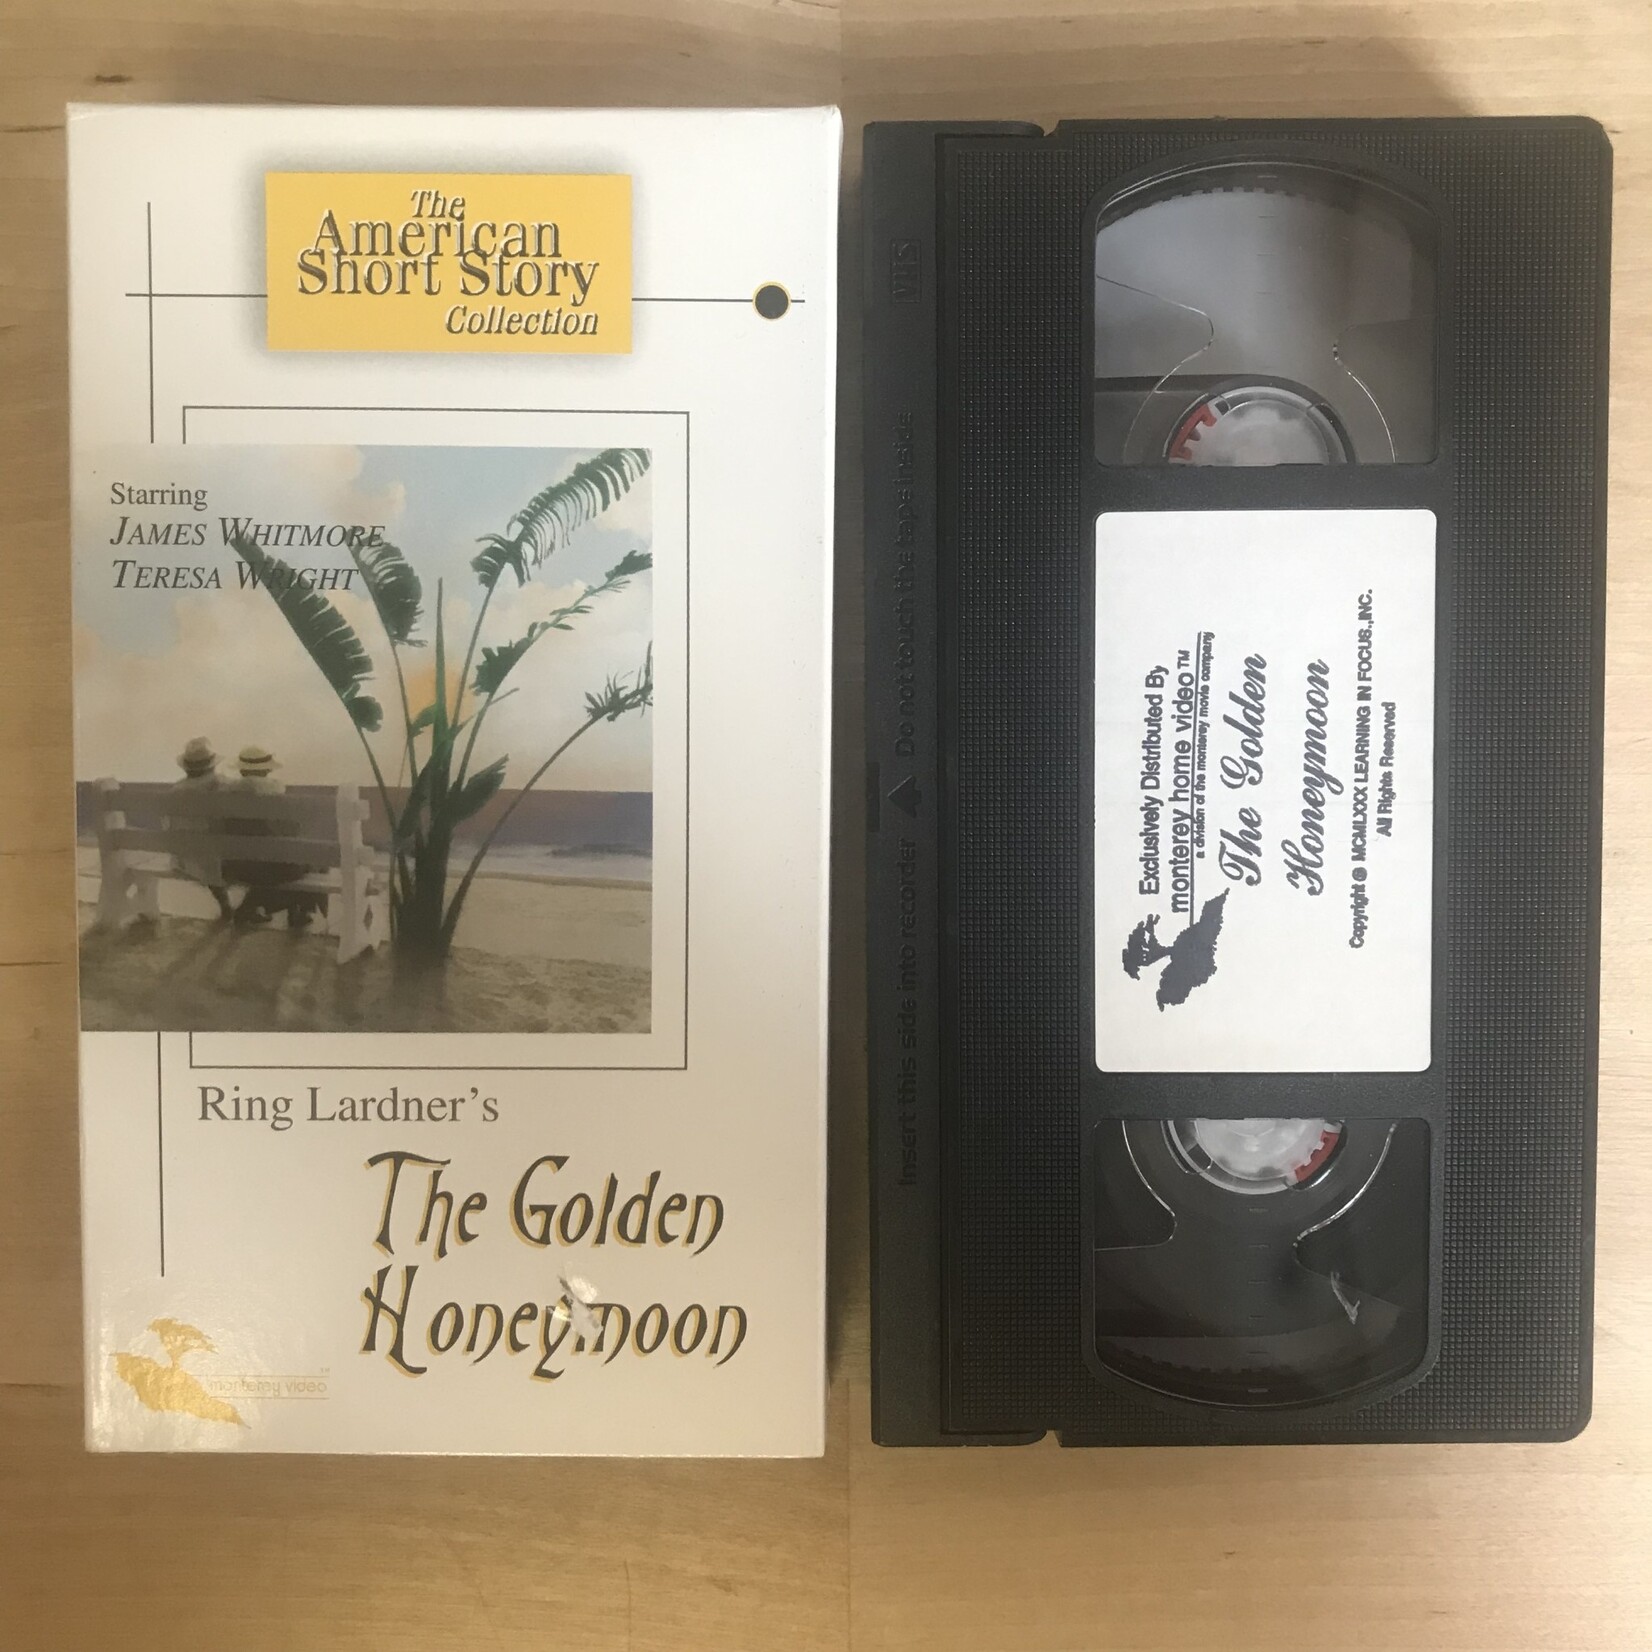 The
American
Short Story
Collection
Starring
JAMES WHITMORE
TERESA WRIGHT
Ring Lardner's
The Golden
Honeymoon
monterey video
TM
VHS
Insert this side into recorder ▲ Do not touch the tape inside
Exclusively Distributed By
monterey home video™
a division of the monterey movie company
The Golden
Honeymoon
Copyright © MCMLXXX LEARNING IN FOCUS.,INC.
All Rights Reserved